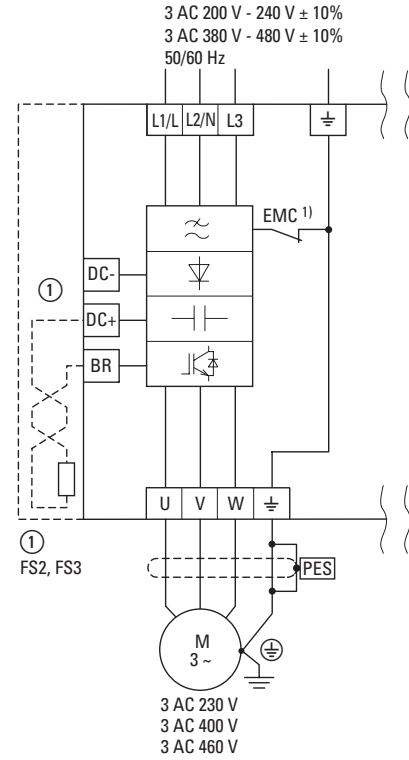 3 AC 200 V - 240 V ± 10%
3 AC 380 V - 480 V ± 10%
50/60 Hz
L1/L L2/N L3
EMC 1)
DC-
①
DC+
BR
U V W
①
FS2, FS3
PES
M
3 ~
3 AC 230 V
3 AC 400 V
3 AC 460 V